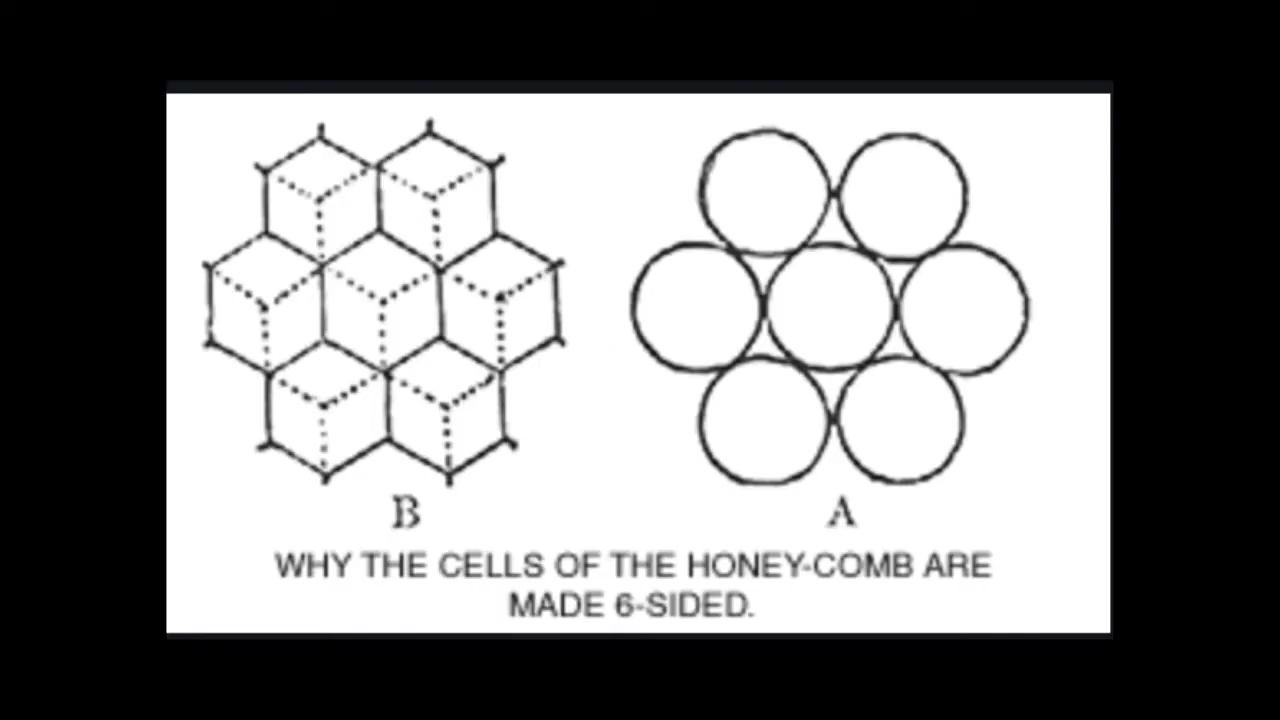 B
A
WHY THE CELLS OF THE HONEY-COMB ARE
MADE 6-SIDED.